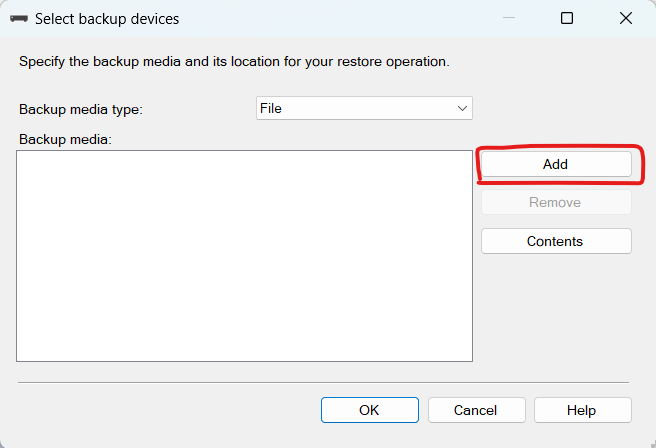 Select backup devices
Specify the backup media and its location for your restore operation.
Backup media type:
File
Backup media:
Add
Remove
Contents
OK
Cancel
Help